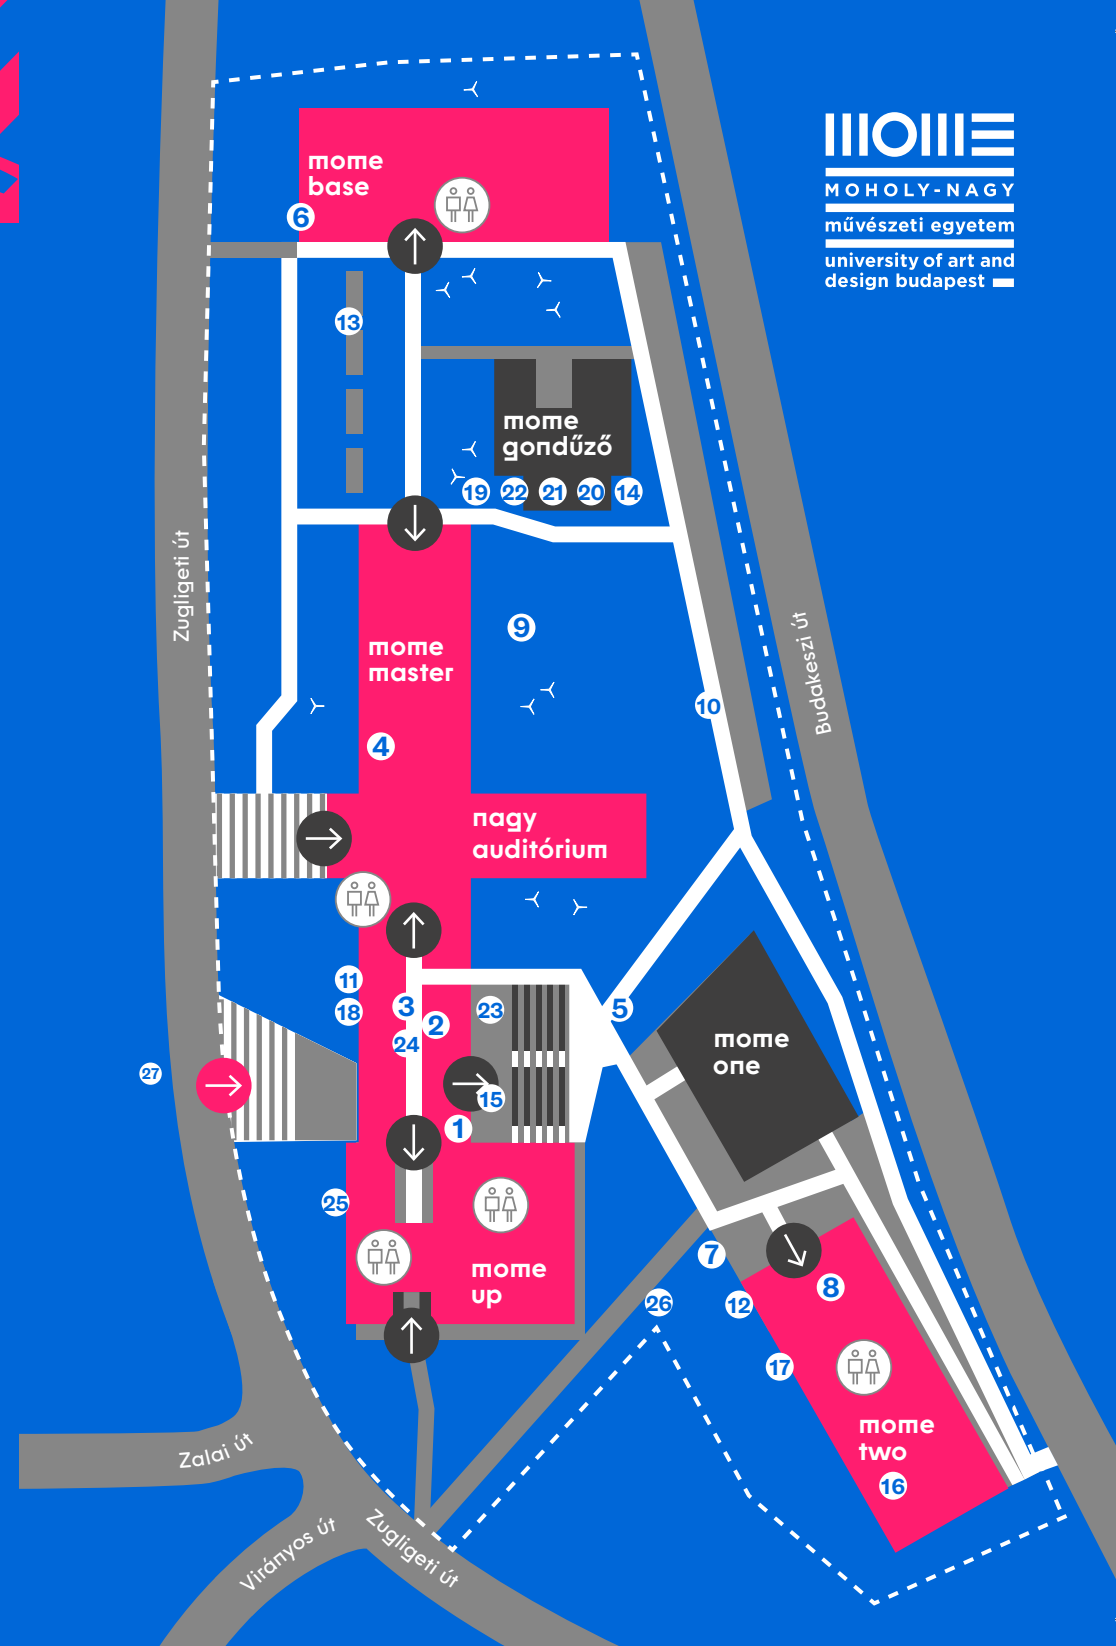 mome
base
6
MOME
MOHOLY-NAGY
művészeti egyetem
university of art and
design budapest
13
mome
gondűző
19 22 21 20 14
Zugligeti út
9
mome
master
Budakeszi út
10
4
nagy
auditórium
11
18
3
2
24
23
5
mome
one
27
15
1
25
mome
up
7
8
26
12
17
mome
two
16
Zalai út
Virányos út
Zugligeti út